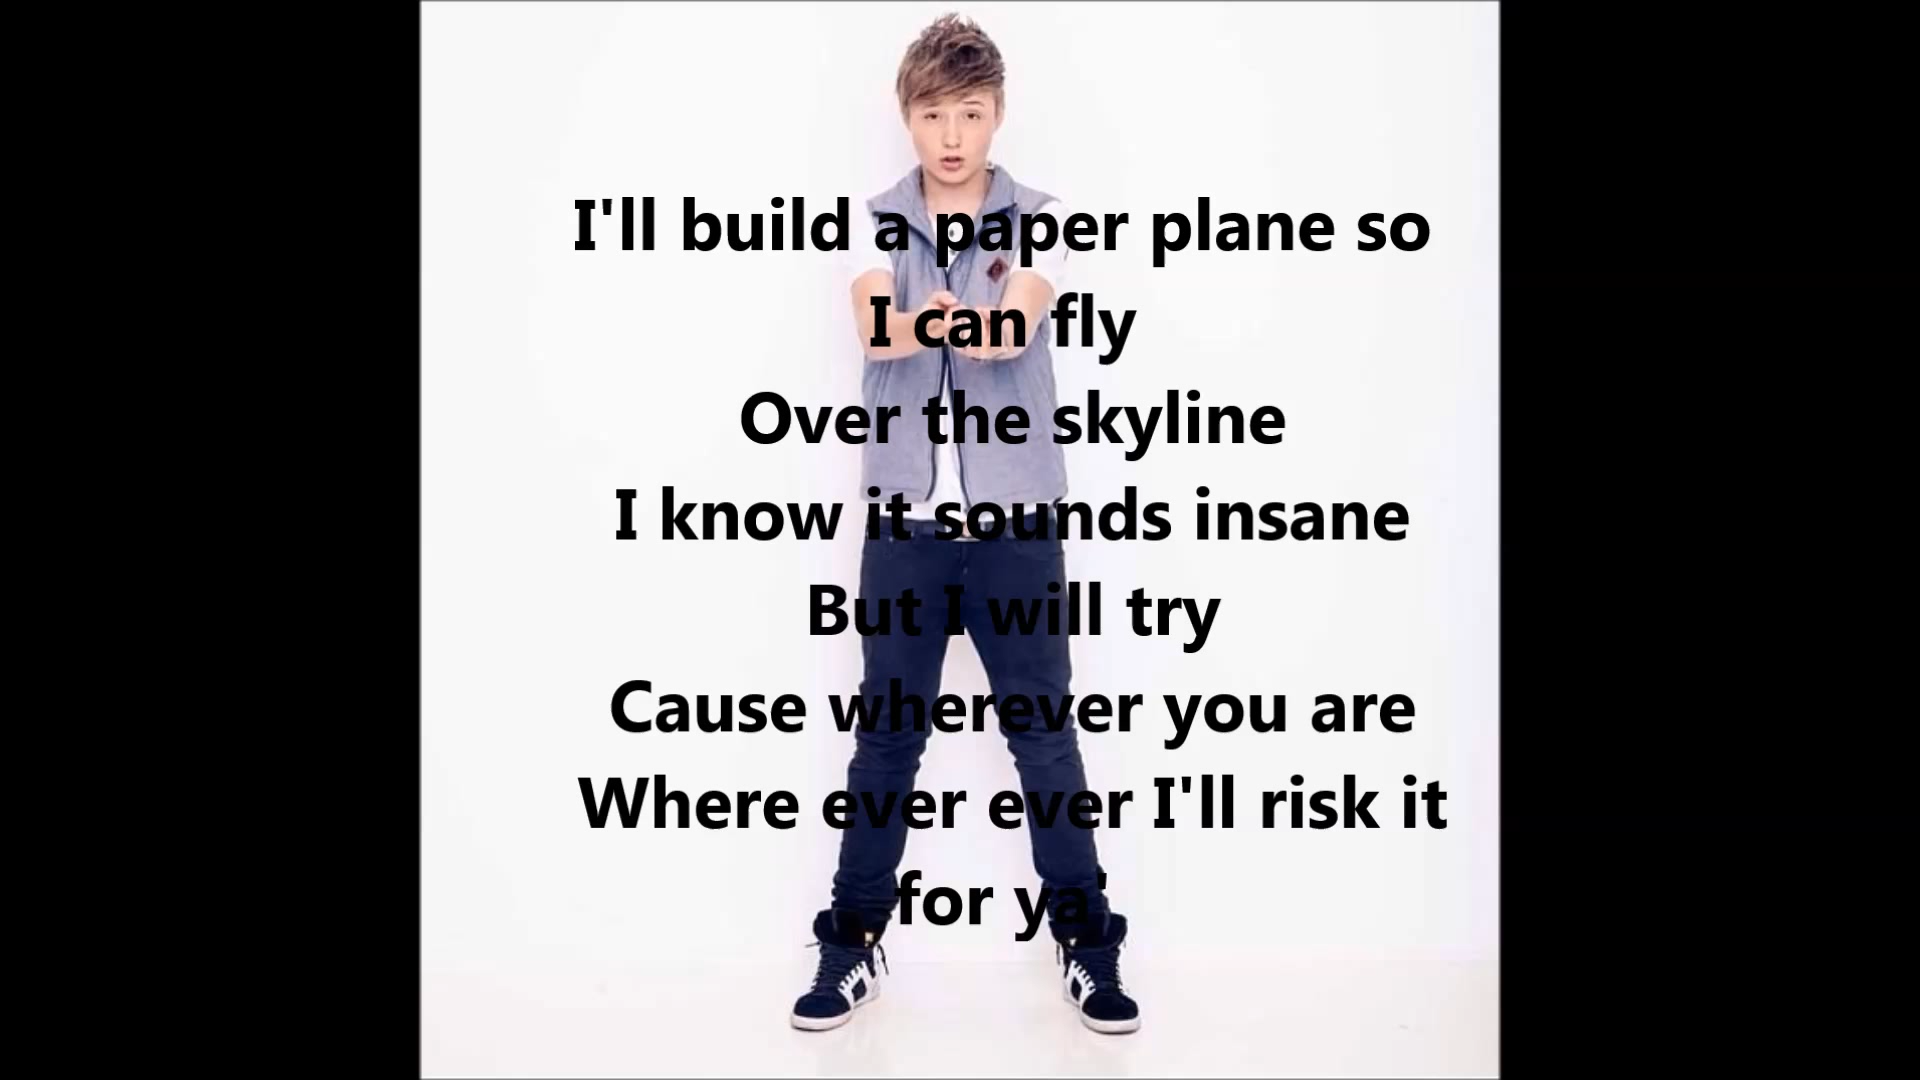 I'll build a paper plane so
I can fly
Over the skyline
I know it sounds insane
But I will try
Cause wherever you are
Where ever ever I'll risk it
for ya'